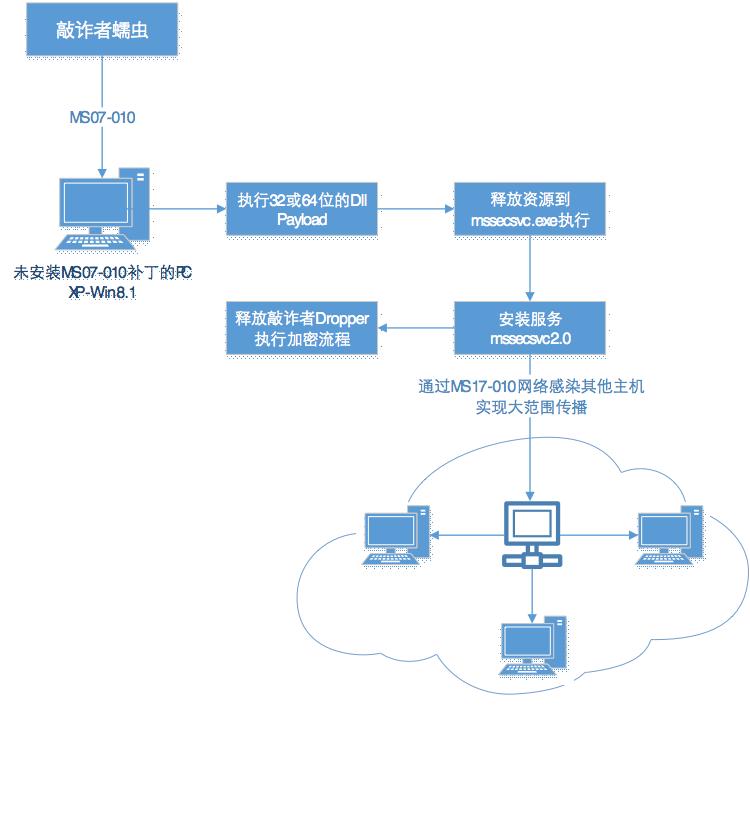 敲诈者蠕虫
MS07-010
执行32或64位的Dll
Payload
释放资源到
mssecsvc.exe执行
未安装MS07-010补丁的PC
XP-Win8.1
释放敲诈者Dropper
执行加密流程
安装服务
mssecsvc2.0
通过MS17-010网络感染其他主机
实现大范围传播